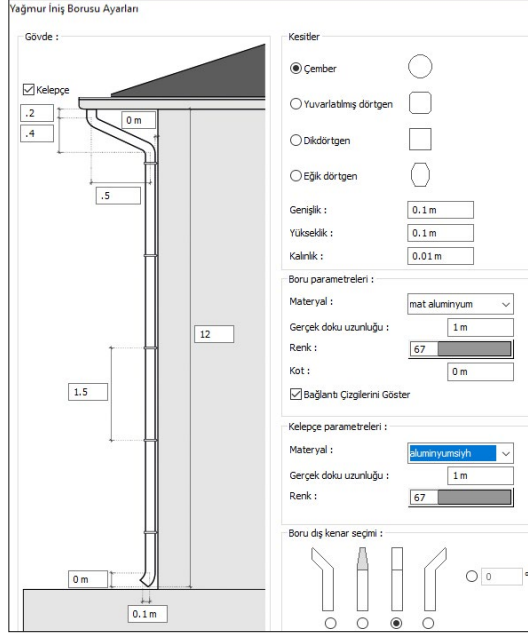 Yağmur İniş Borusu Ayarları
Gövde :
Kelepçe
.2
.4
0 m
.5
12
1.5
0 m
0.1 m
Kesitler
Çember
Yuvarlatılmış dörtgen
Dikdörtgen
Eğik dörtgen
Genişlik : 0.1 m
Yükseklik : 0.1 m
Kalınlık : 0.01 m
Boru parametreleri :
Materyal : mat aluminyum
Gerçek doku uzunluğu : 1 m
Renk : 67
Kot : 0 m
Bağlantı Çizgilerini Göster
Kelepçe parametreleri :
Materyal : aluminyumsiyh
Gerçek doku uzunluğu : 1 m
Renk : 67
Boru dış kenar seçimi :
0